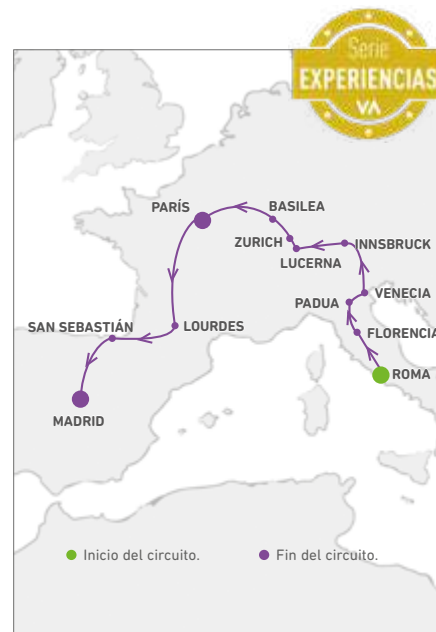 Serie
EXPERIENCIAS
VA
PARÍS
BASILEA
ZURICH
INNSBRUCK
LUCERNA
VENECIA
PADUA
SAN SEBASTIÁN
LOURDES
FLORENCIA
ROMA
MADRID
Inicio del circuito.
Fin del circuito.